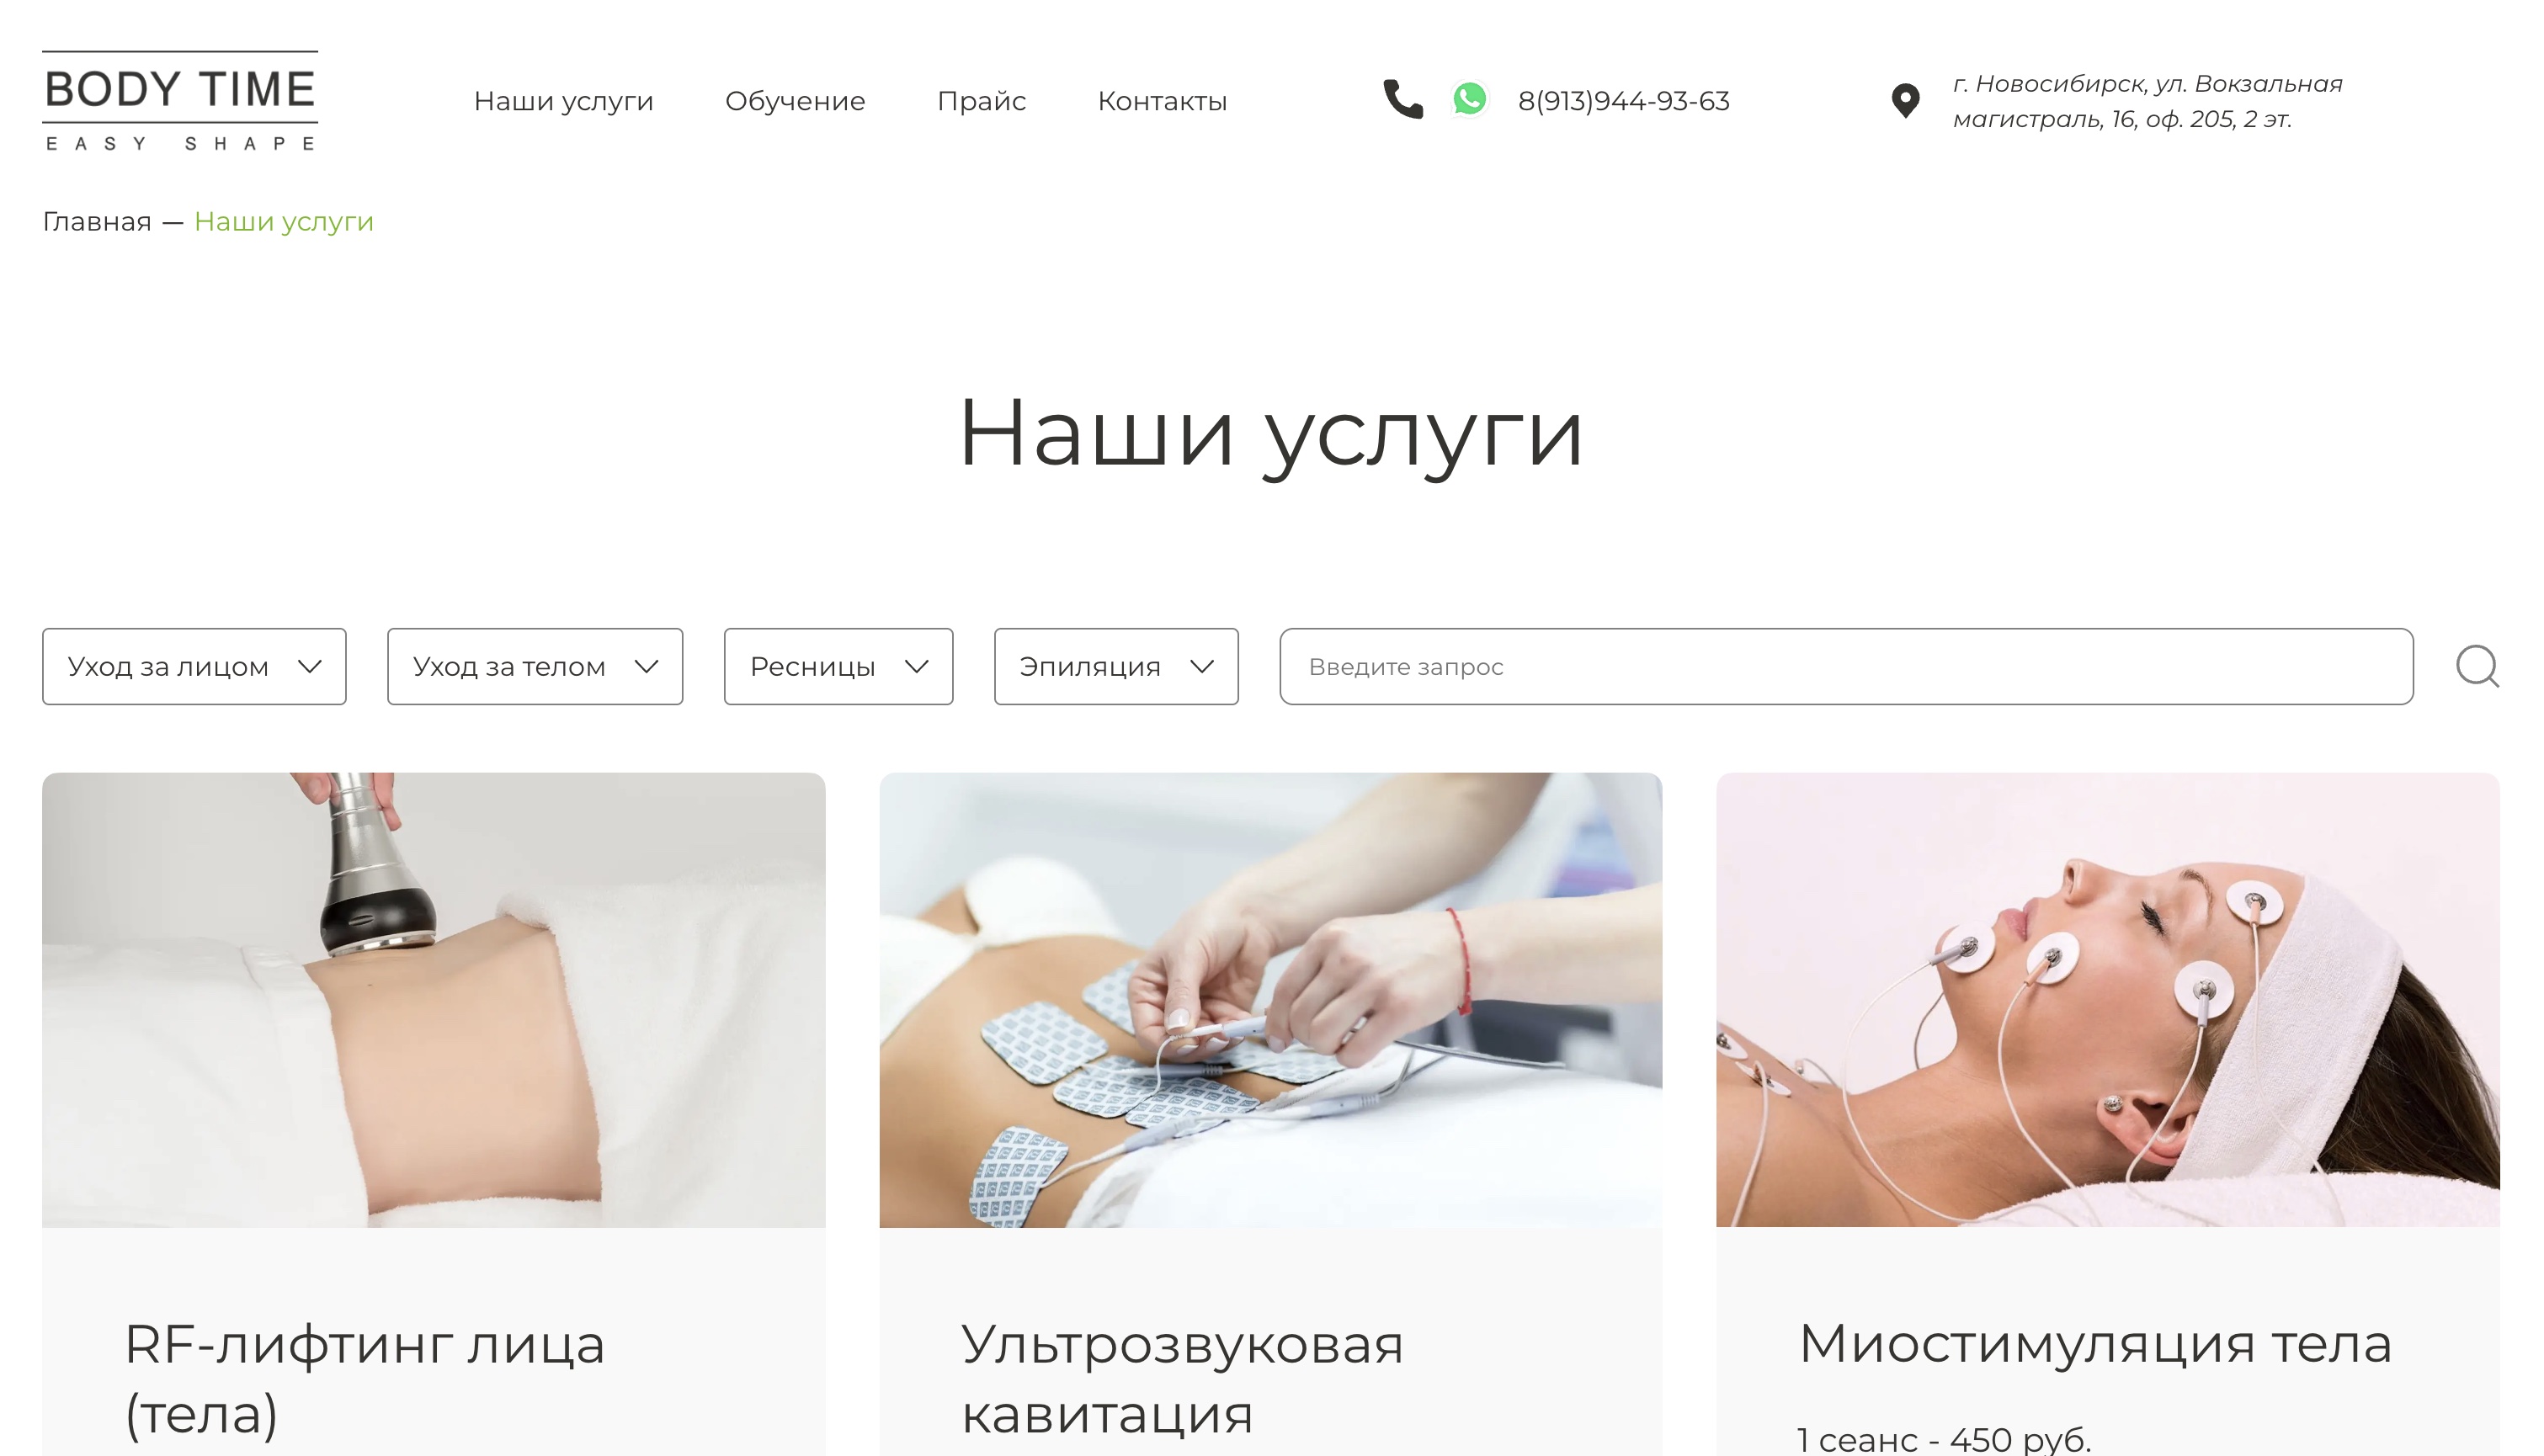 BODY TIME
EASY SHAPE
Наши услуги
Обучение
Прайс
Контакты
8(913)944-93-63
г. Новосибирск, ул. Вокзальная
магистраль, 16, оф. 205, 2 эт.
Главная — Наши услуги
Наши услуги
Уход за лицом
Уход за телом
Ресницы
Эпиляция
Введите запрос
RF-лифтинг лица
(тела)
Ультрозвуковая
кавитация
Миостимуляция тела
1 сеанс - 450 руб.